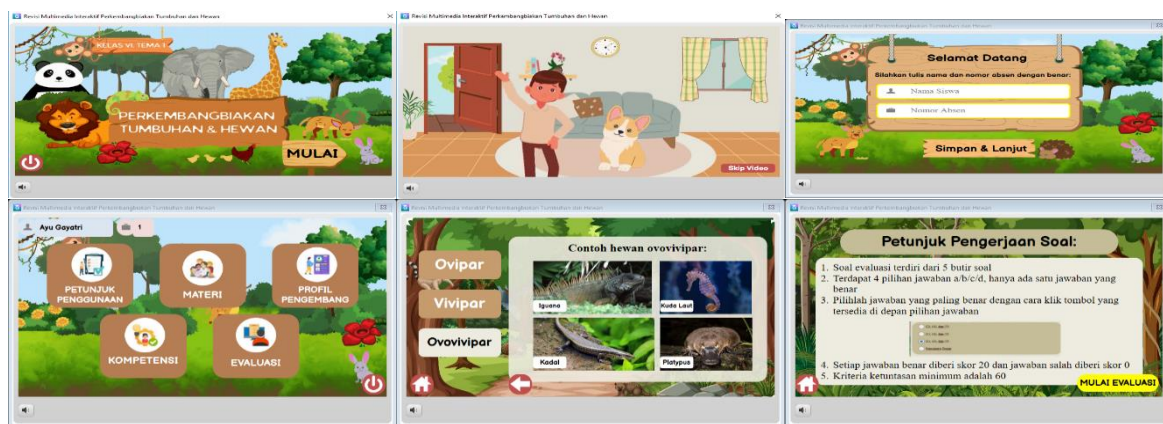 Revisi Multimedia Interaktif Perkembangbiakan Tumbuhan dan Hewan
KELAS VI TEMA 1
PERKEMBANGBIAKAN
TUMBUHAN & HEWAN
MULAI
Revisi Multimedia Interaktif Perkembangbiakan Tumbuhan dan Hewan
Skip Video
Revisi Multimedia Interaktif Perkembangbiakan Tumbuhan dan Hewan
Selamat Datang
Silahkan tulis nama dan nomor absen dengan benar:
Nama Siswa
Nomor Absen
Simpan & Lanjut
Revisi Multimedia Interaktif Perkembangbiakan Tumbuhan dan Hewan
Ayu Gayatri
1
PETUNJUK
PENGGUNAAN
MATERI
PROFIL
PENGEMBANG
KOMPETENSI
EVALUASI
Revisi Multimedia Interaktif Perkembangbiakan Tumbuhan dan Hewan
Contoh hewan ovovivipar:
Ovipar
Vivipar
Ovovivipar
Iguana
Kuda Laut
Kadal
Platypus
Revisi Multimedia Interaktif Perkembangbiakan Tumbuhan dan Hewan
Petunjuk Pengerjaan Soal:
1. Soal evaluasi terdiri dari 5 butir soal
2. Terdapat 4 pilihan jawaban a/b/c/d, hanya ada satu jawaban yang
benar
3. Pilihlah jawaban yang paling benar dengan cara klik tombol yang
tersedia di depan pilihan jawaban
4. Setiap jawaban benar diberi skor 20 dan jawaban salah diberi skor 0
5. Kriteria ketuntasan minimum adalah 60
MULAI EVALUASI